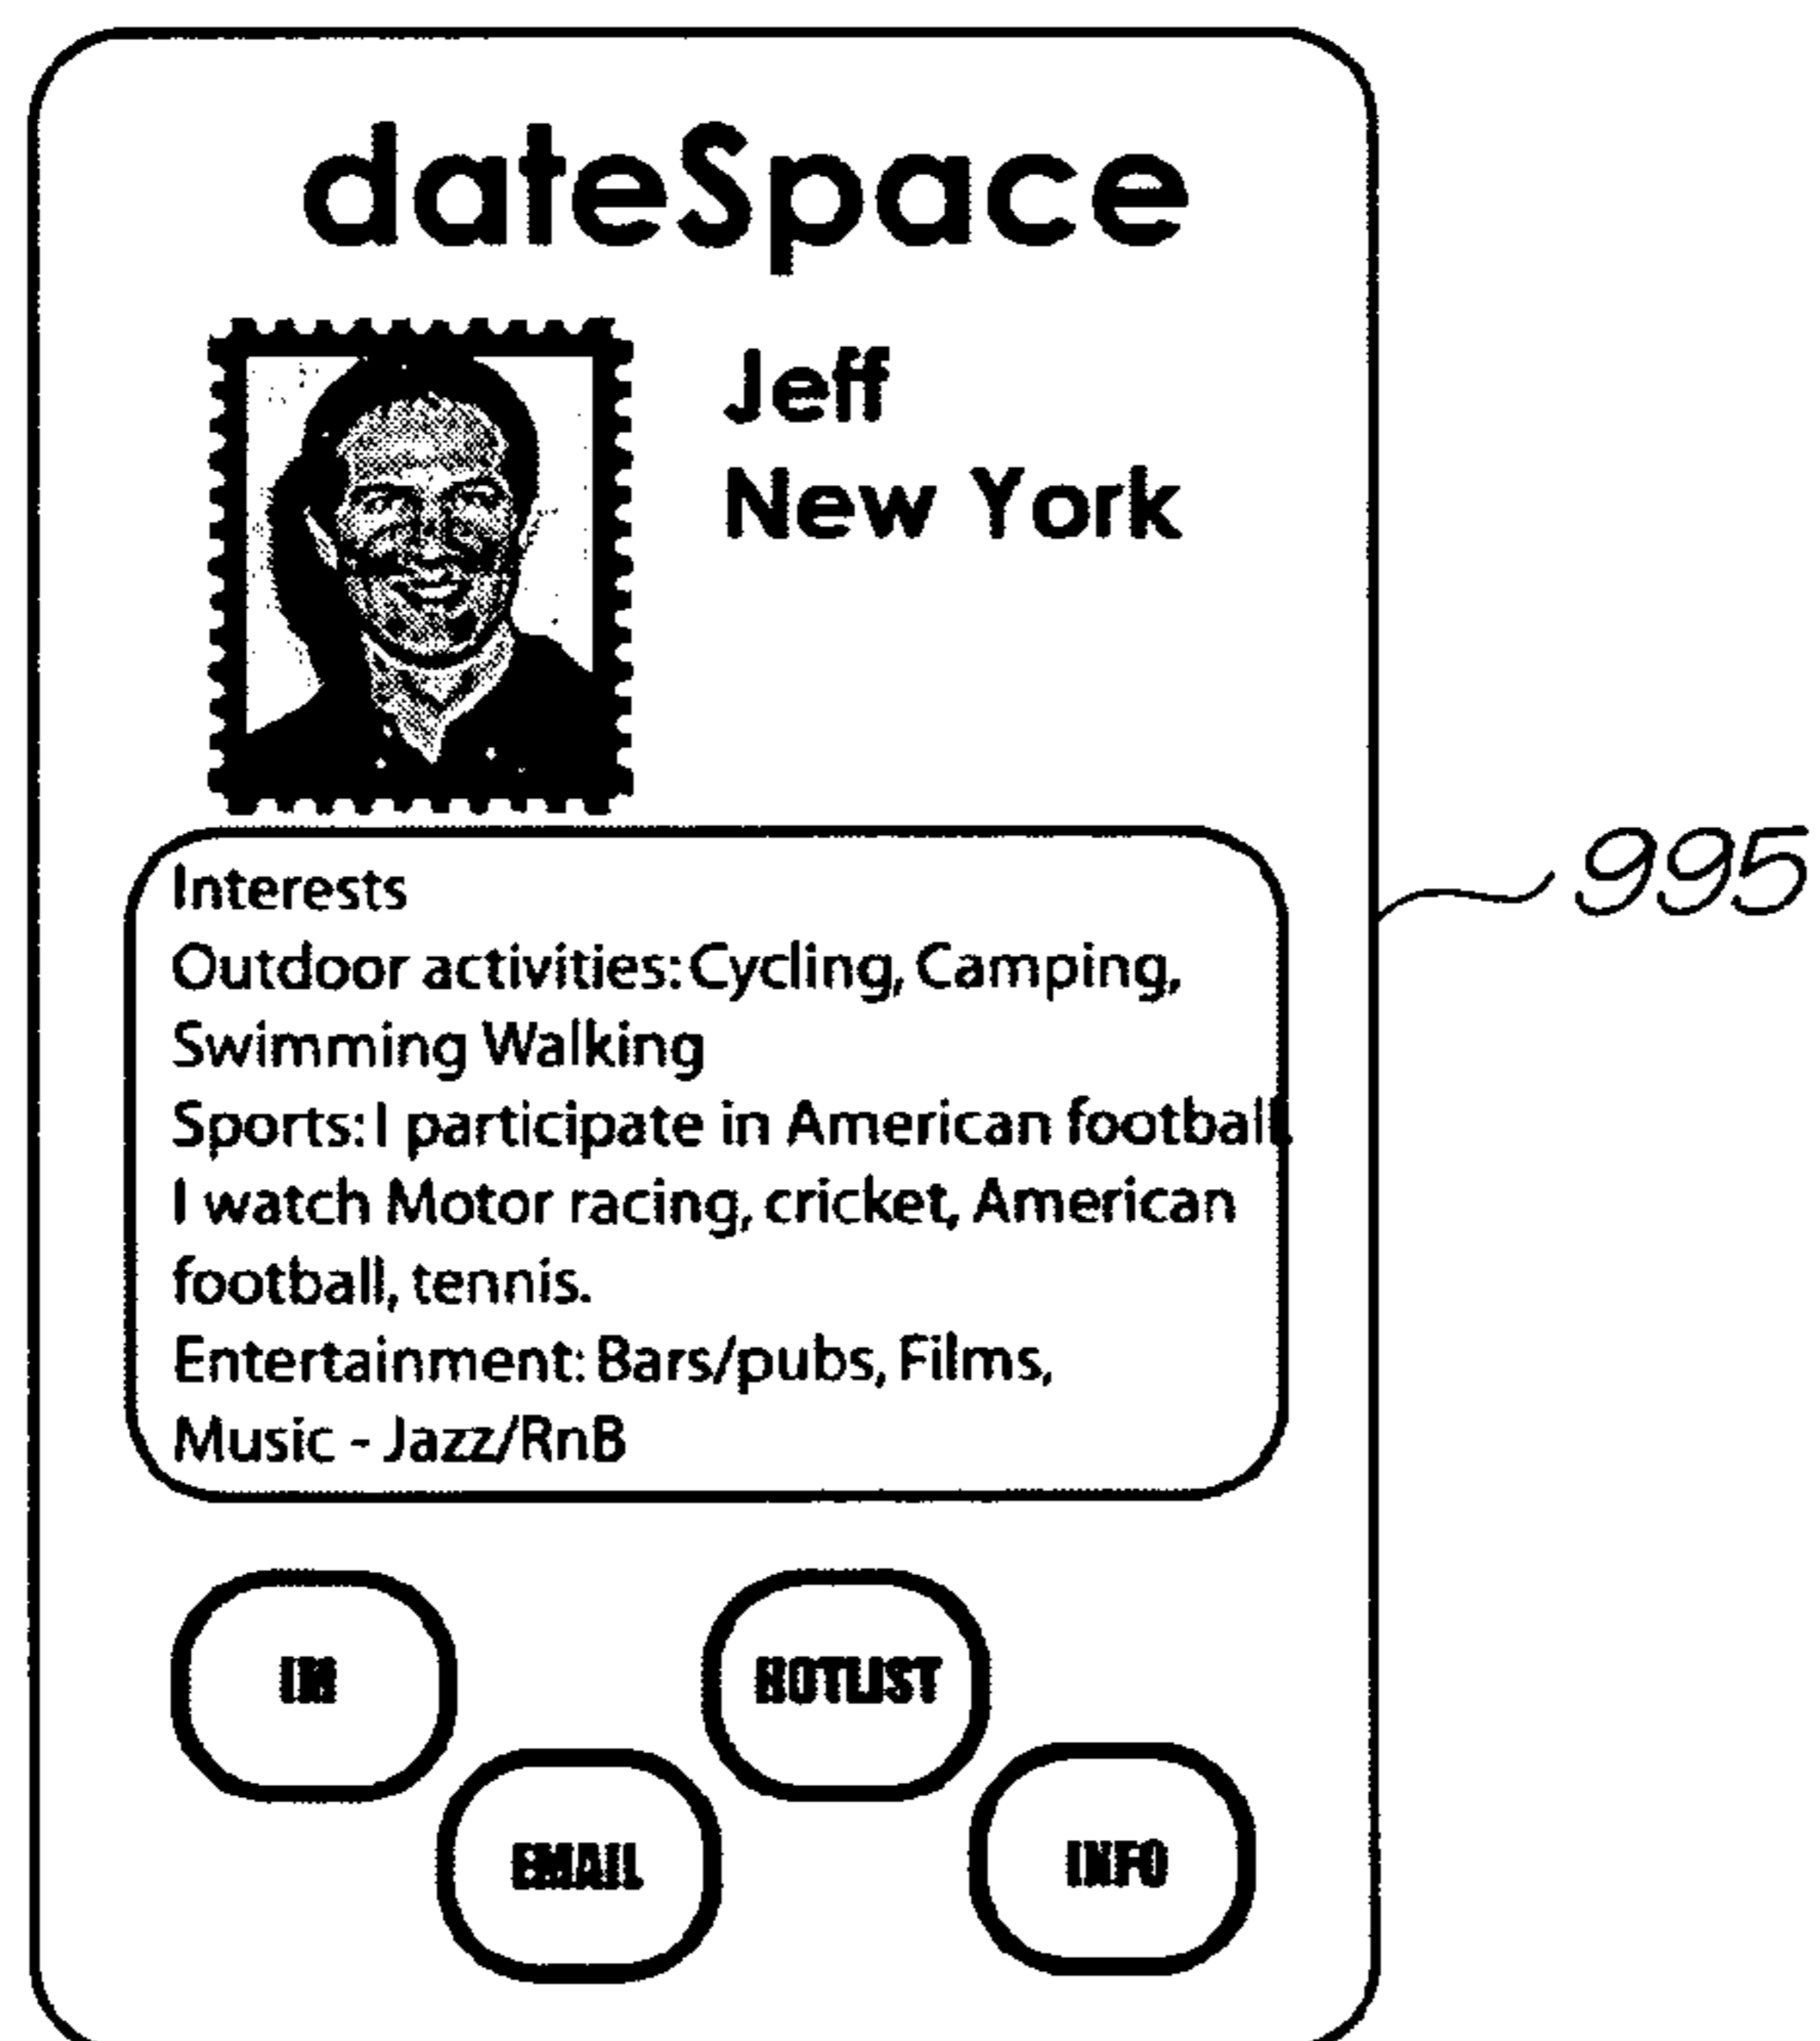 dateSpace
Jeff
New York
995
Interests
Outdoor activities: Cycling, Camping,
Swimming Walking
Sports: I participate in American football.
I watch Motor racing, cricket, American
football, tennis.
Entertainment: Bars/pubs, Films,
Music - Jazz/RnB
IM
HOTLIST
EMAIL
INFO